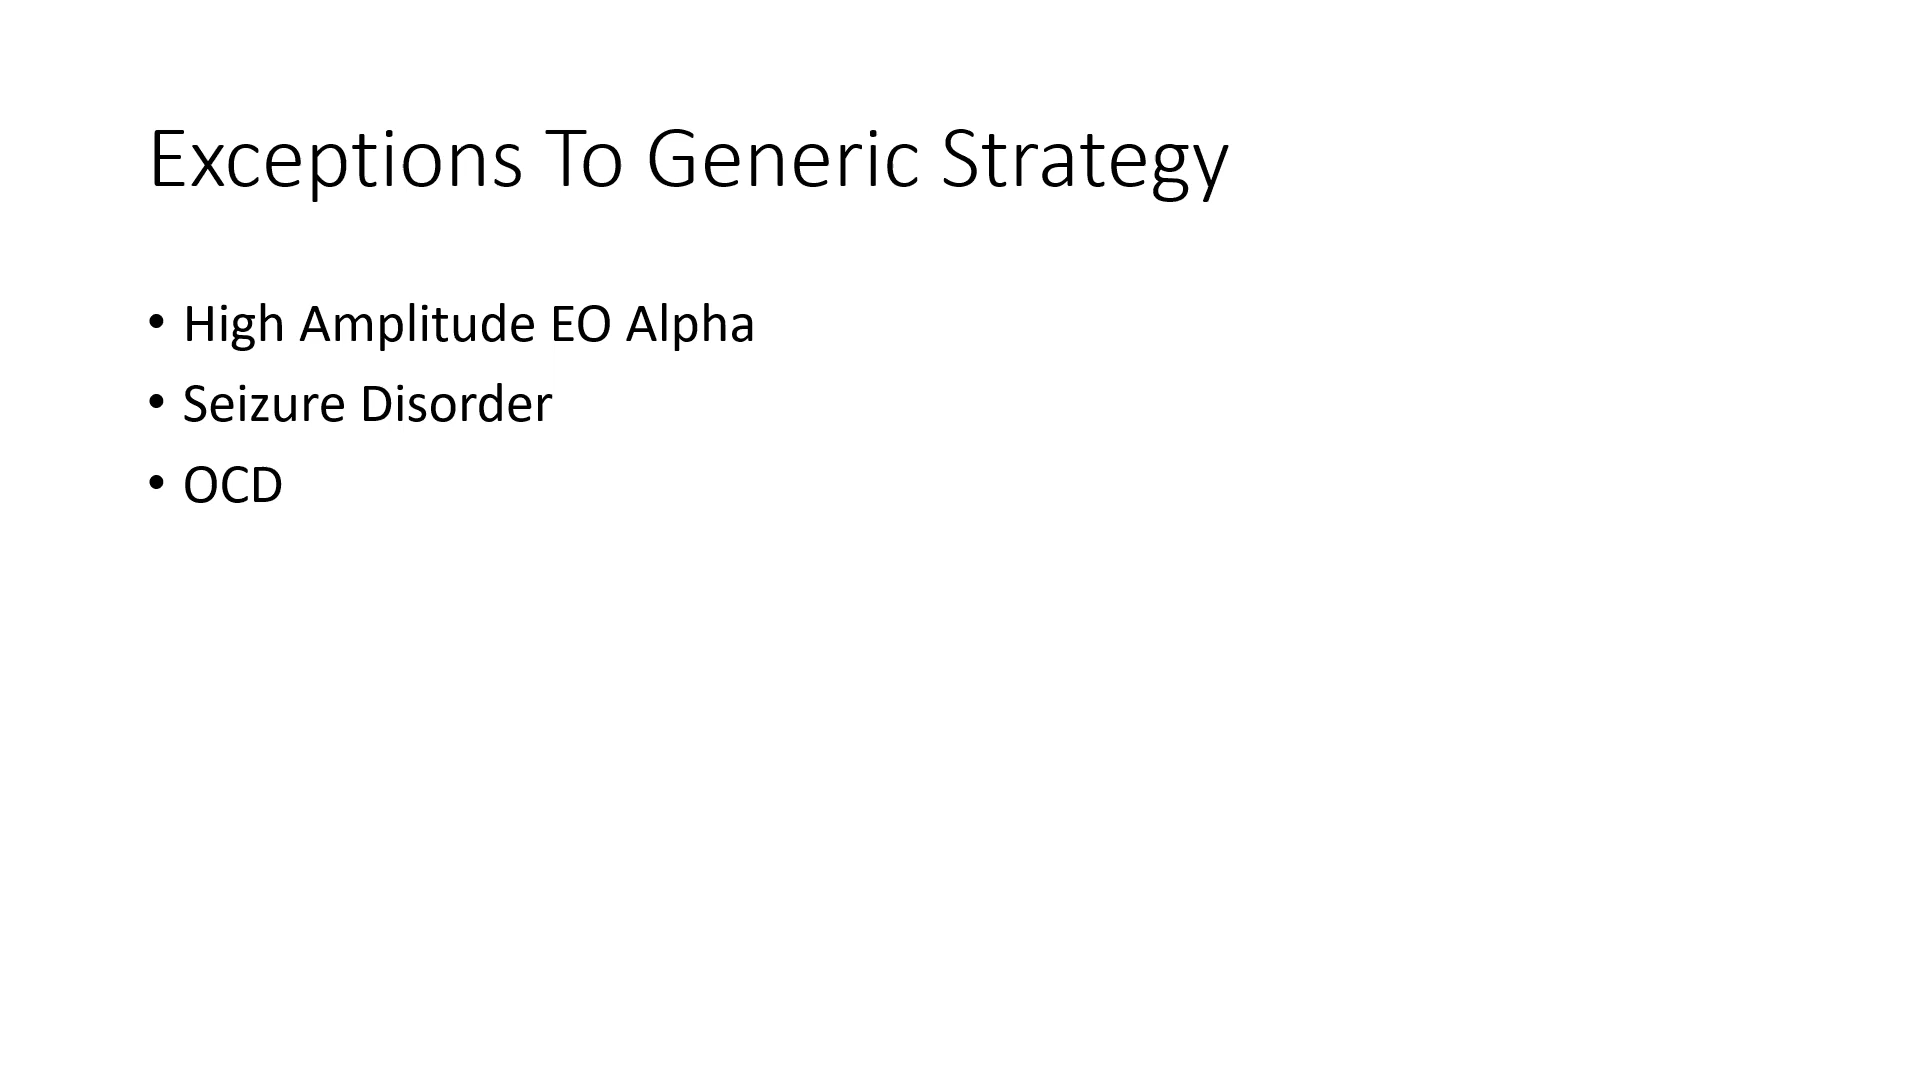 Exceptions To Generic Strategy
• High Amplitude EO Alpha
• Seizure Disorder
• OCD